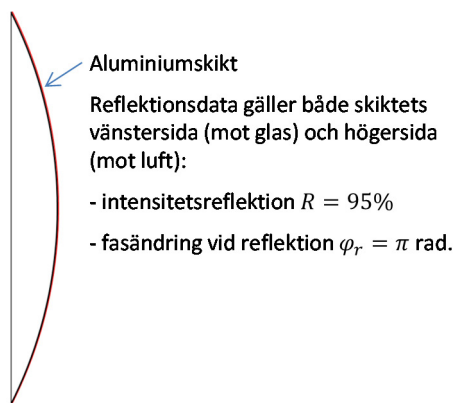 Aluminiumskikt
Reflektionsdata gäller både skiktets
vänstersida (mot glas) och högersida
(mot luft):
- intensitetsreflektion R = 95%
- fasändring vid reflektion φᵣ = π rad.